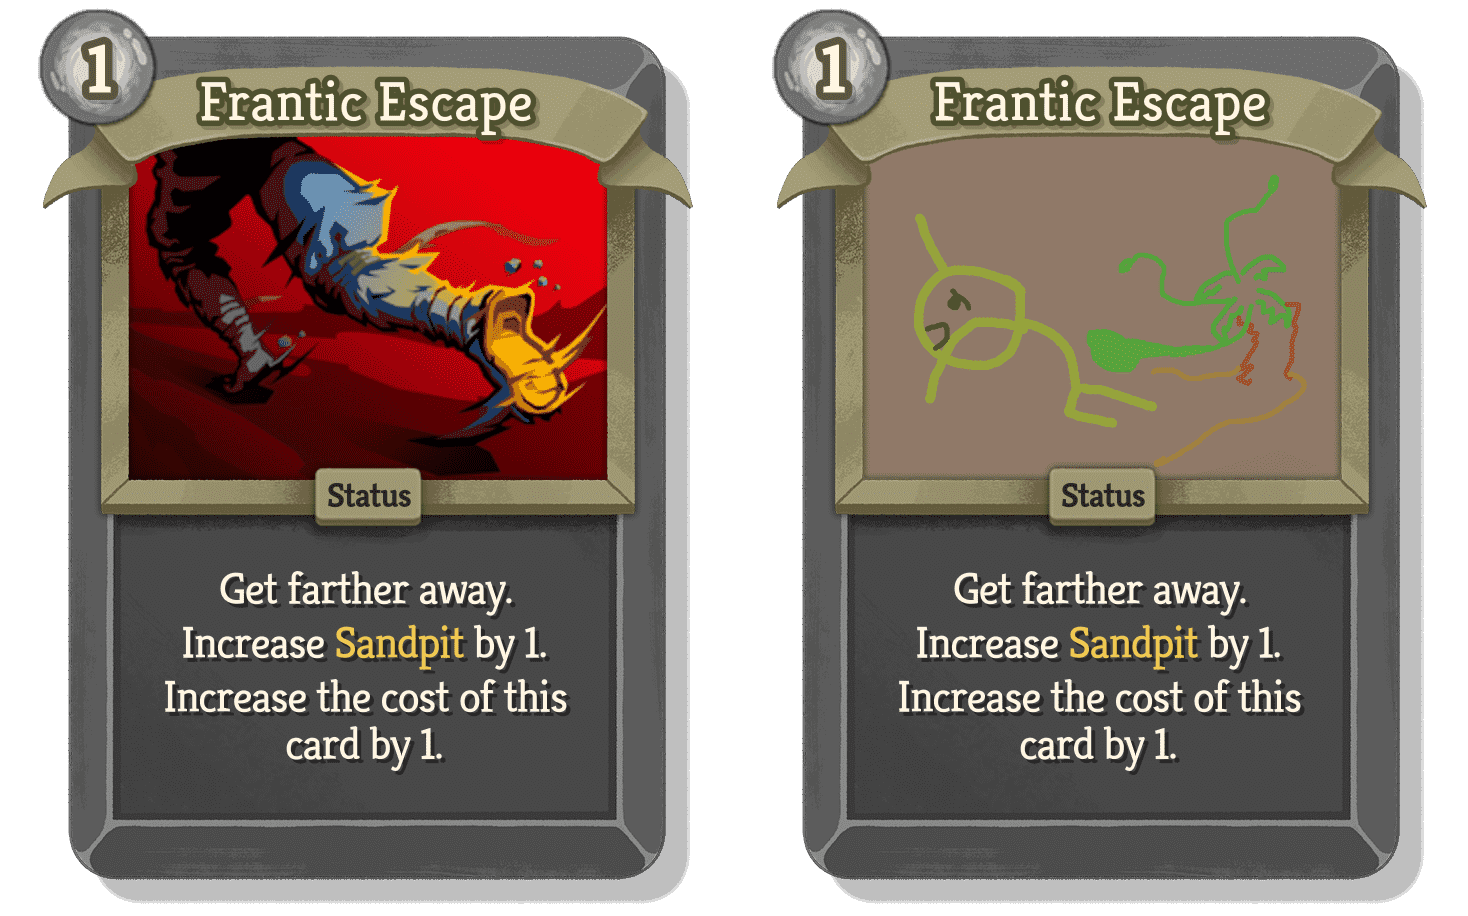 1
Frantic Escape
Status
Get farther away.
Increase Sandpit by 1.
Increase the cost of this
card by 1.
1
Frantic Escape
Status
Get farther away.
Increase Sandpit by 1.
Increase the cost of this
card by 1.